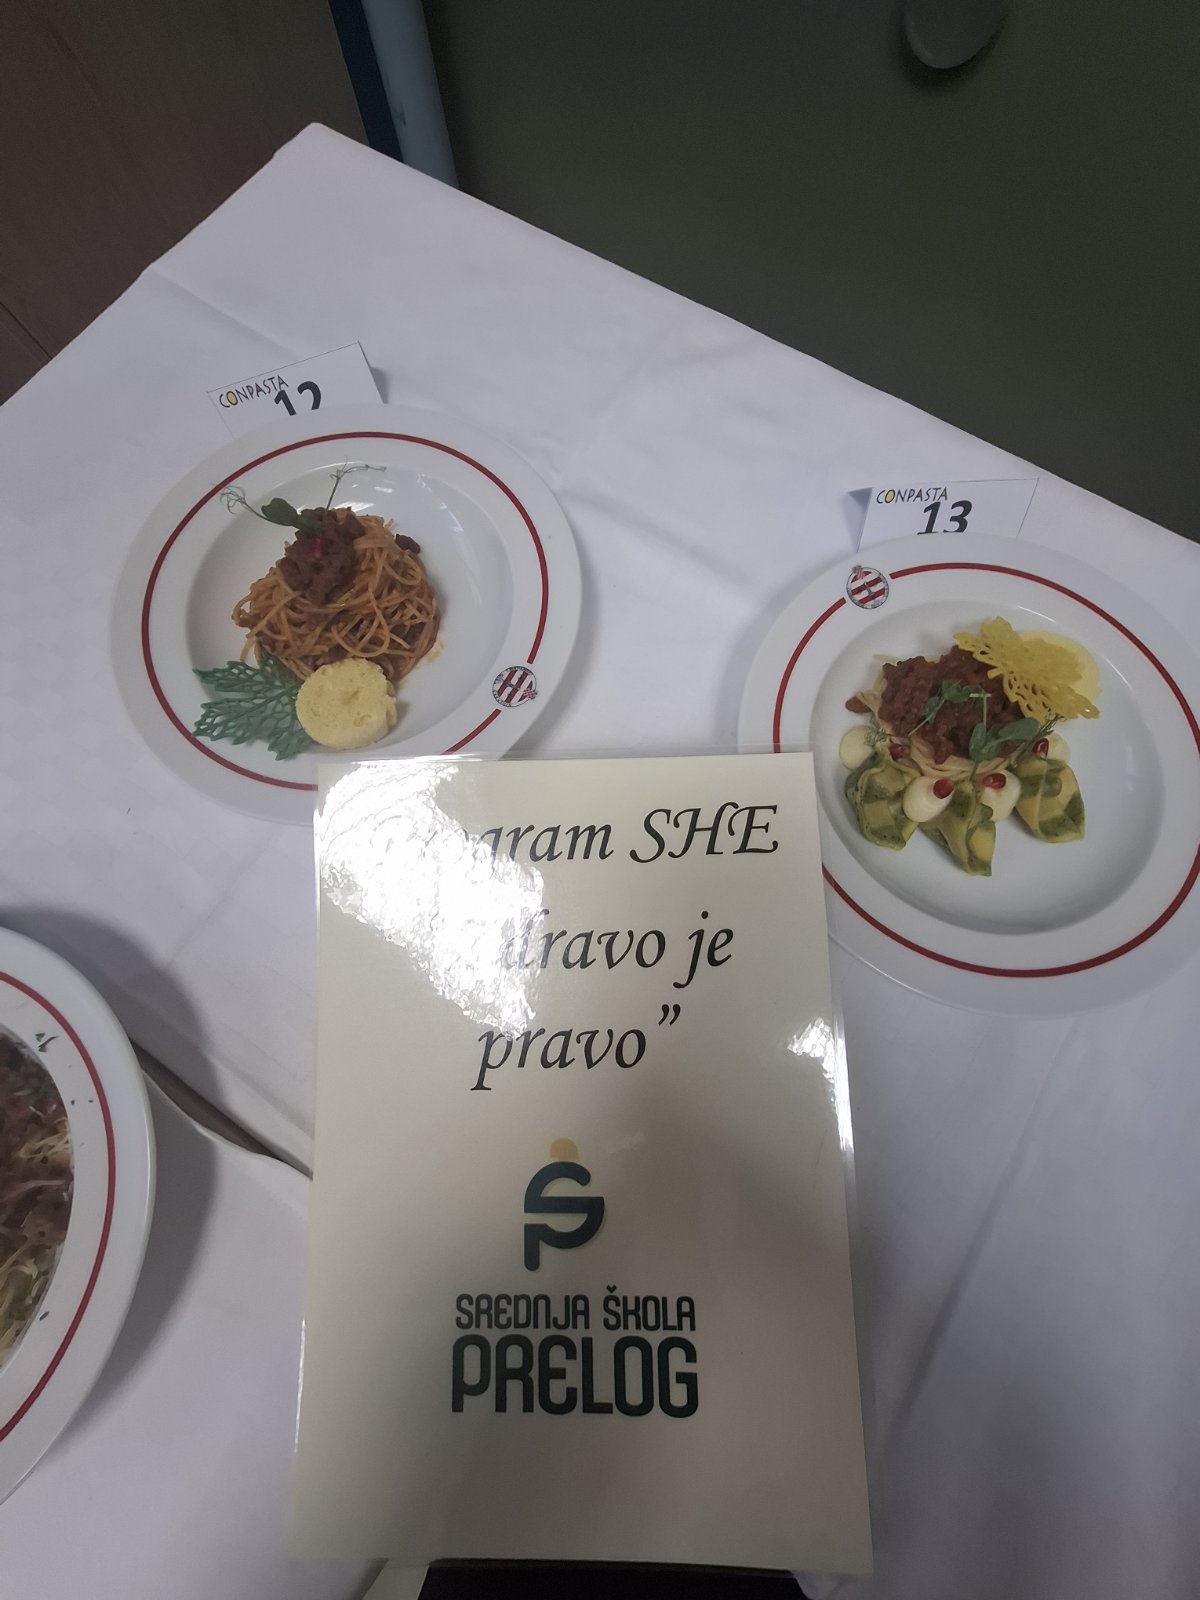 CONPASTA
12
CONPASTA
13
SHE
je
pravo”
SREDNJA ŠKOLA
PRELOG